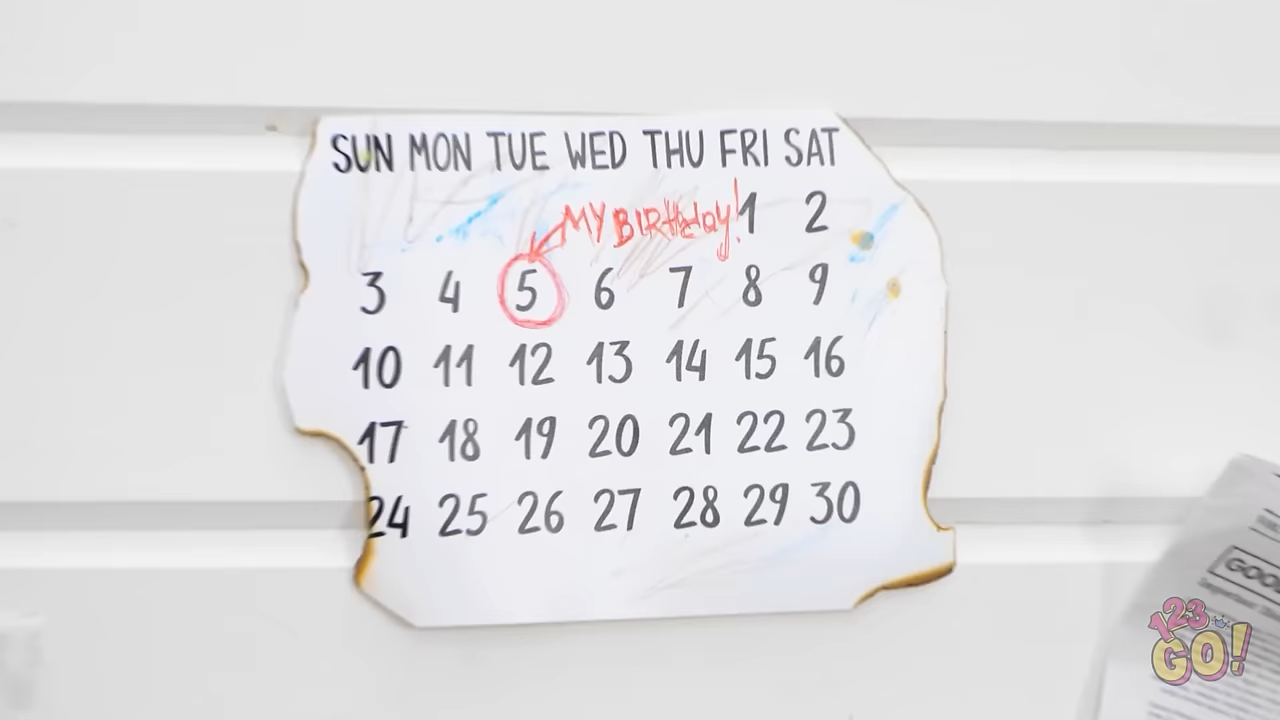 SUN MON TUE WED THU FRI SAT
MY BIRthday!
1 2
3 4 5 6 7 8 9
10 11 12 13 14 15 16
17 18 19 20 21 22 23
24 25 26 27 28 29 30
123
GO!